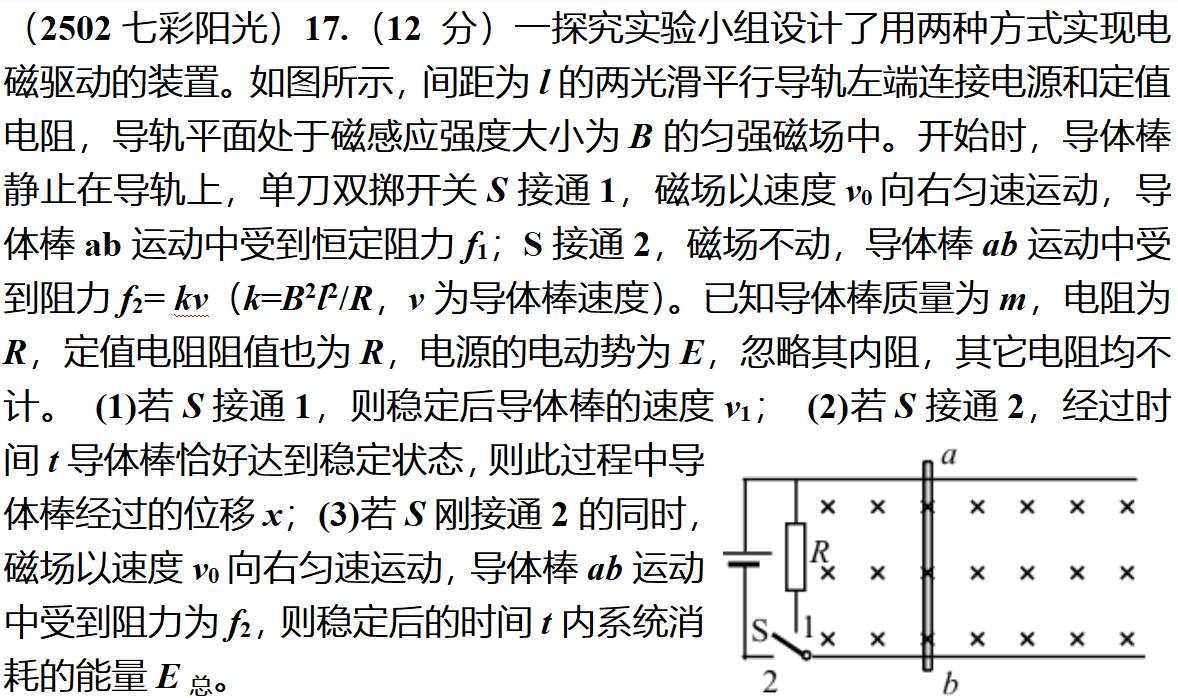 （2502 七彩阳光）17.（12 分）一探究实验小组设计了用两种方式实现电
磁驱动的装置。如图所示，间距为 l 的两光滑平行导轨左端连接电源和定值
电阻，导轨平面处于磁感应强度大小为 B 的匀强磁场中。开始时，导体棒
静止在导轨上，单刀双掷开关 S 接通 1，磁场以速度 v₀ 向右匀速运动，导
体棒 ab 运动中受到恒定阻力 f₁；S 接通 2，磁场不动，导体棒 ab 运动中受
到阻力 f₂= kv（k=B²l²/R，v 为导体棒速度）。已知导体棒质量为 m，电阻为
R，定值电阻阻值也为 R，电源的电动势为 E，忽略其内阻，其它电阻均不
计。 (1)若 S 接通 1，则稳定后导体棒的速度 v₁； (2)若 S 接通 2，经过时
间 t 导体棒恰好达到稳定状态，则此过程中导
体棒经过的位移 x；(3)若 S 刚接通 2 的同时，
磁场以速度 v₀ 向右匀速运动，导体棒 ab 运动
中受到阻力为 f₂，则稳定后的时间 t 内系统消
耗的能量 E 总。
a
R
S
1
2
b